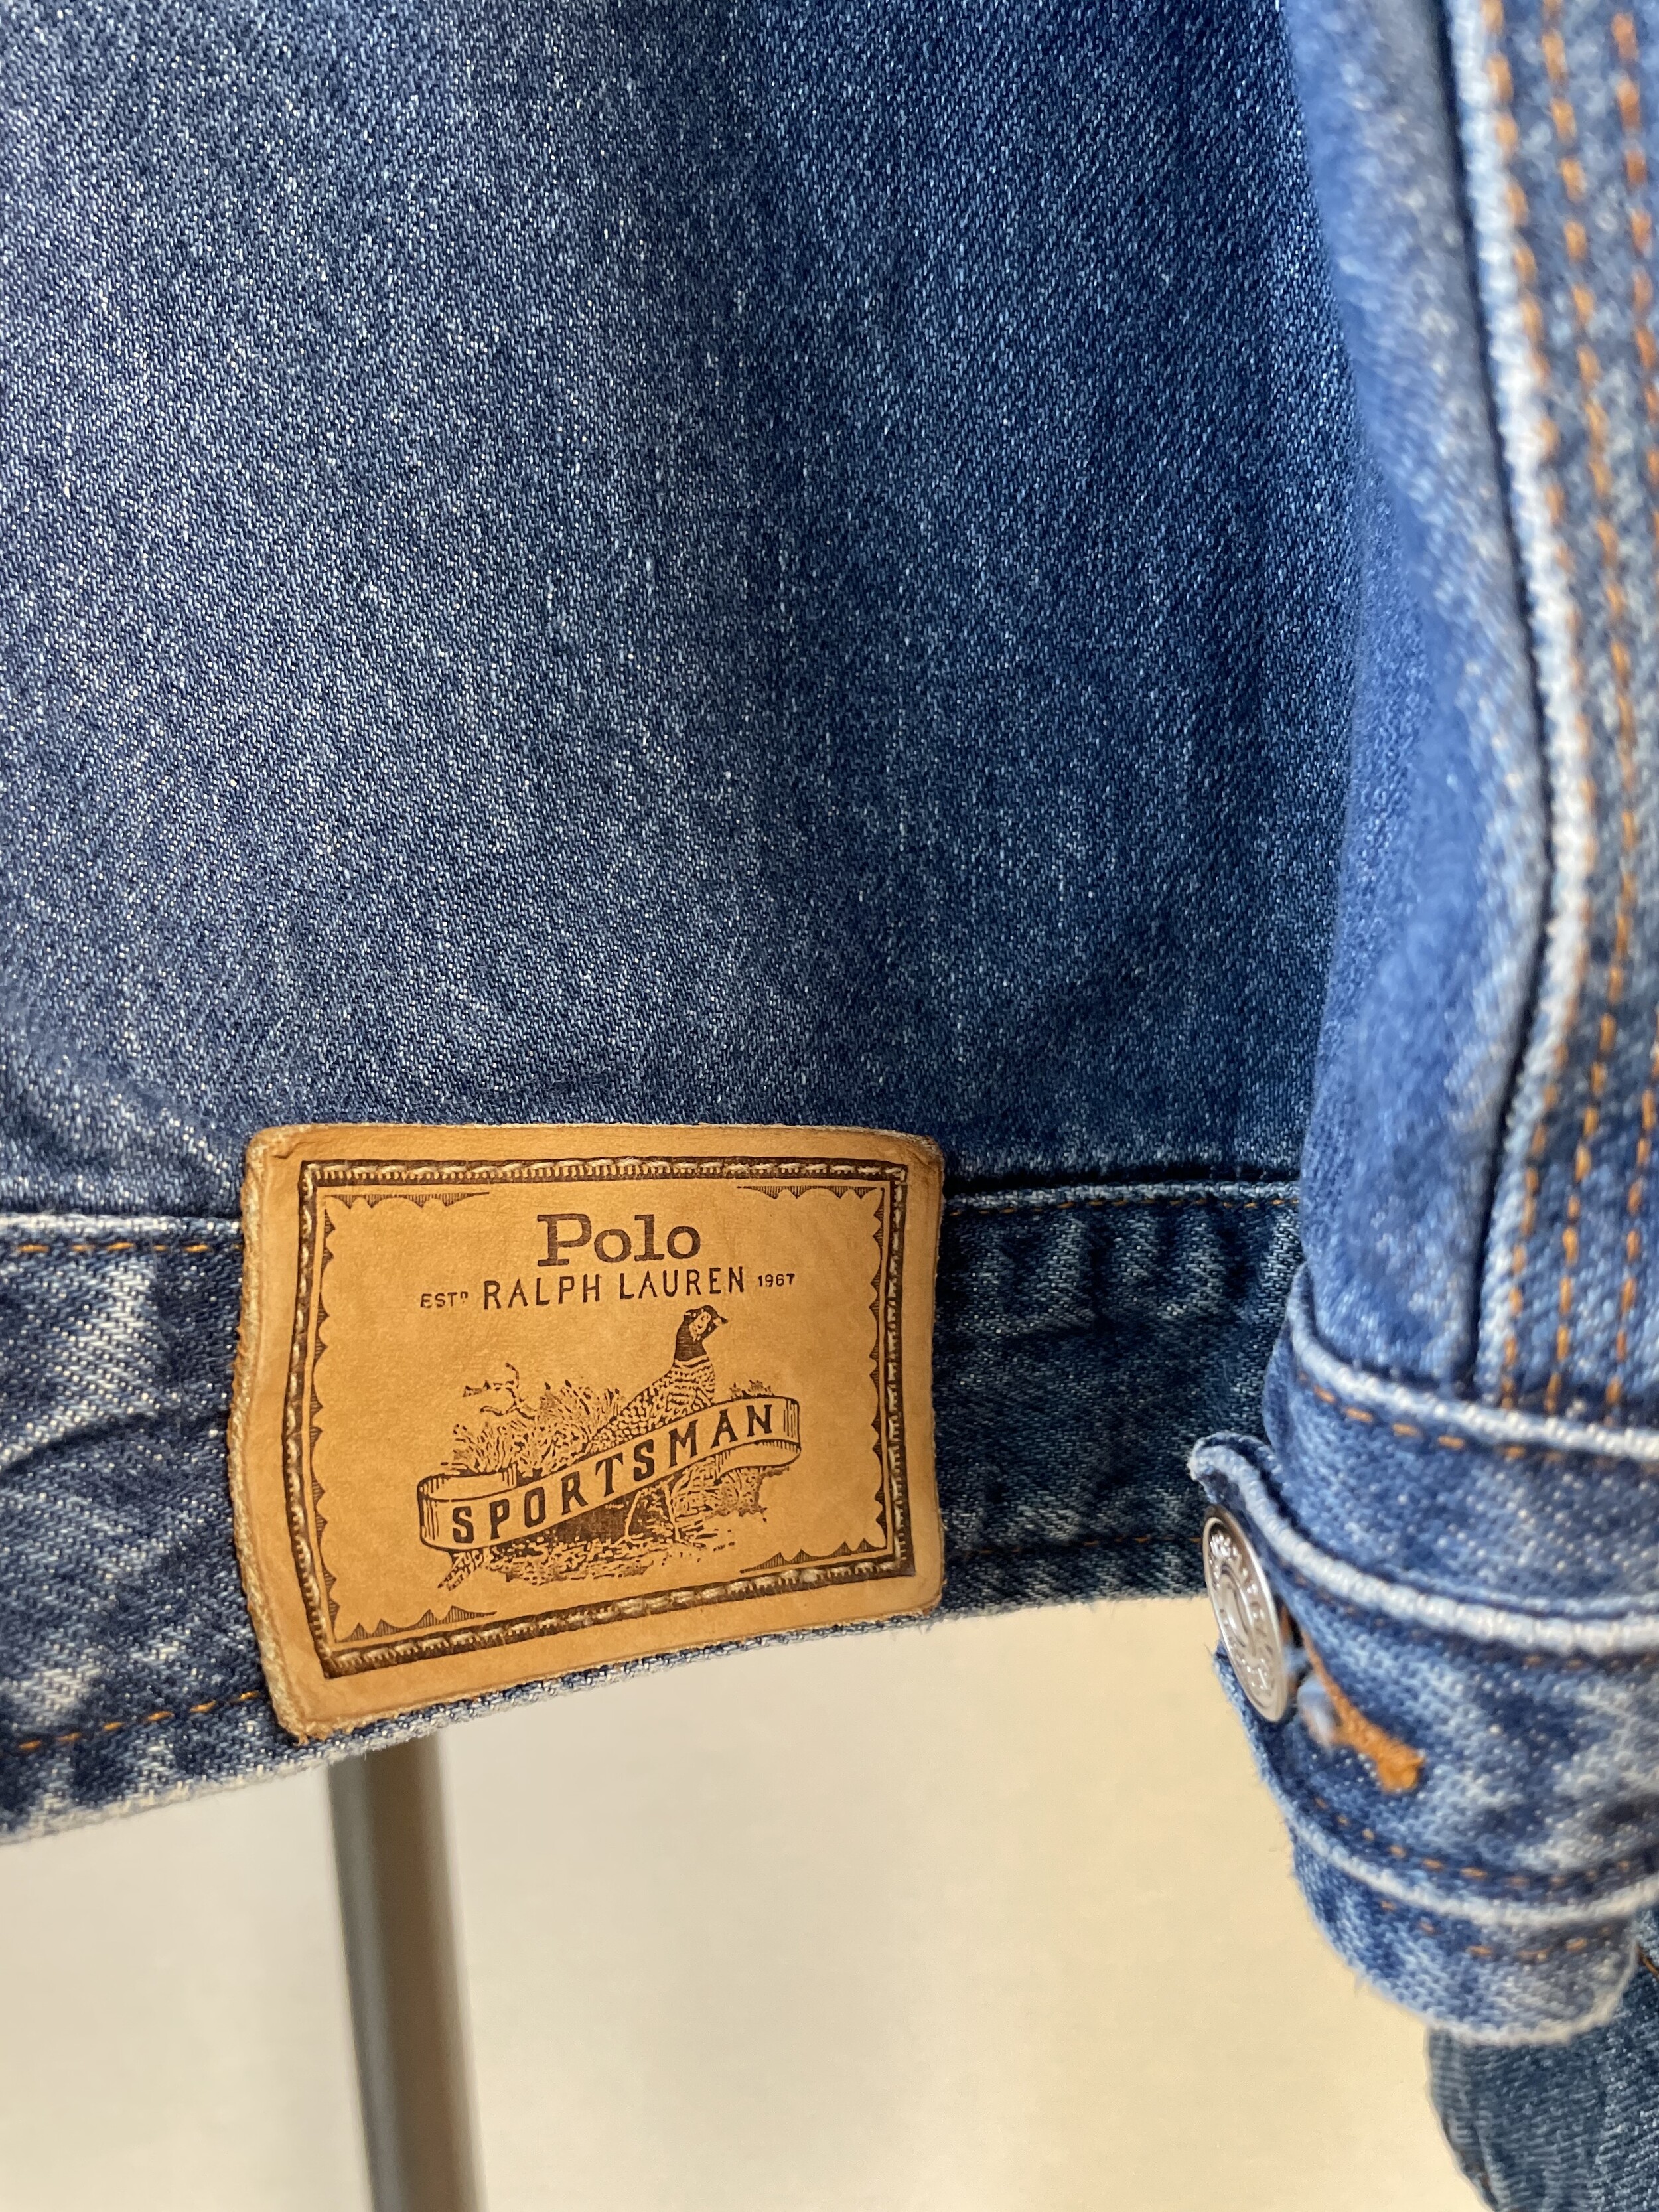 Polo
ESTD RALPH LAUREN 1967
SPORTSMAN